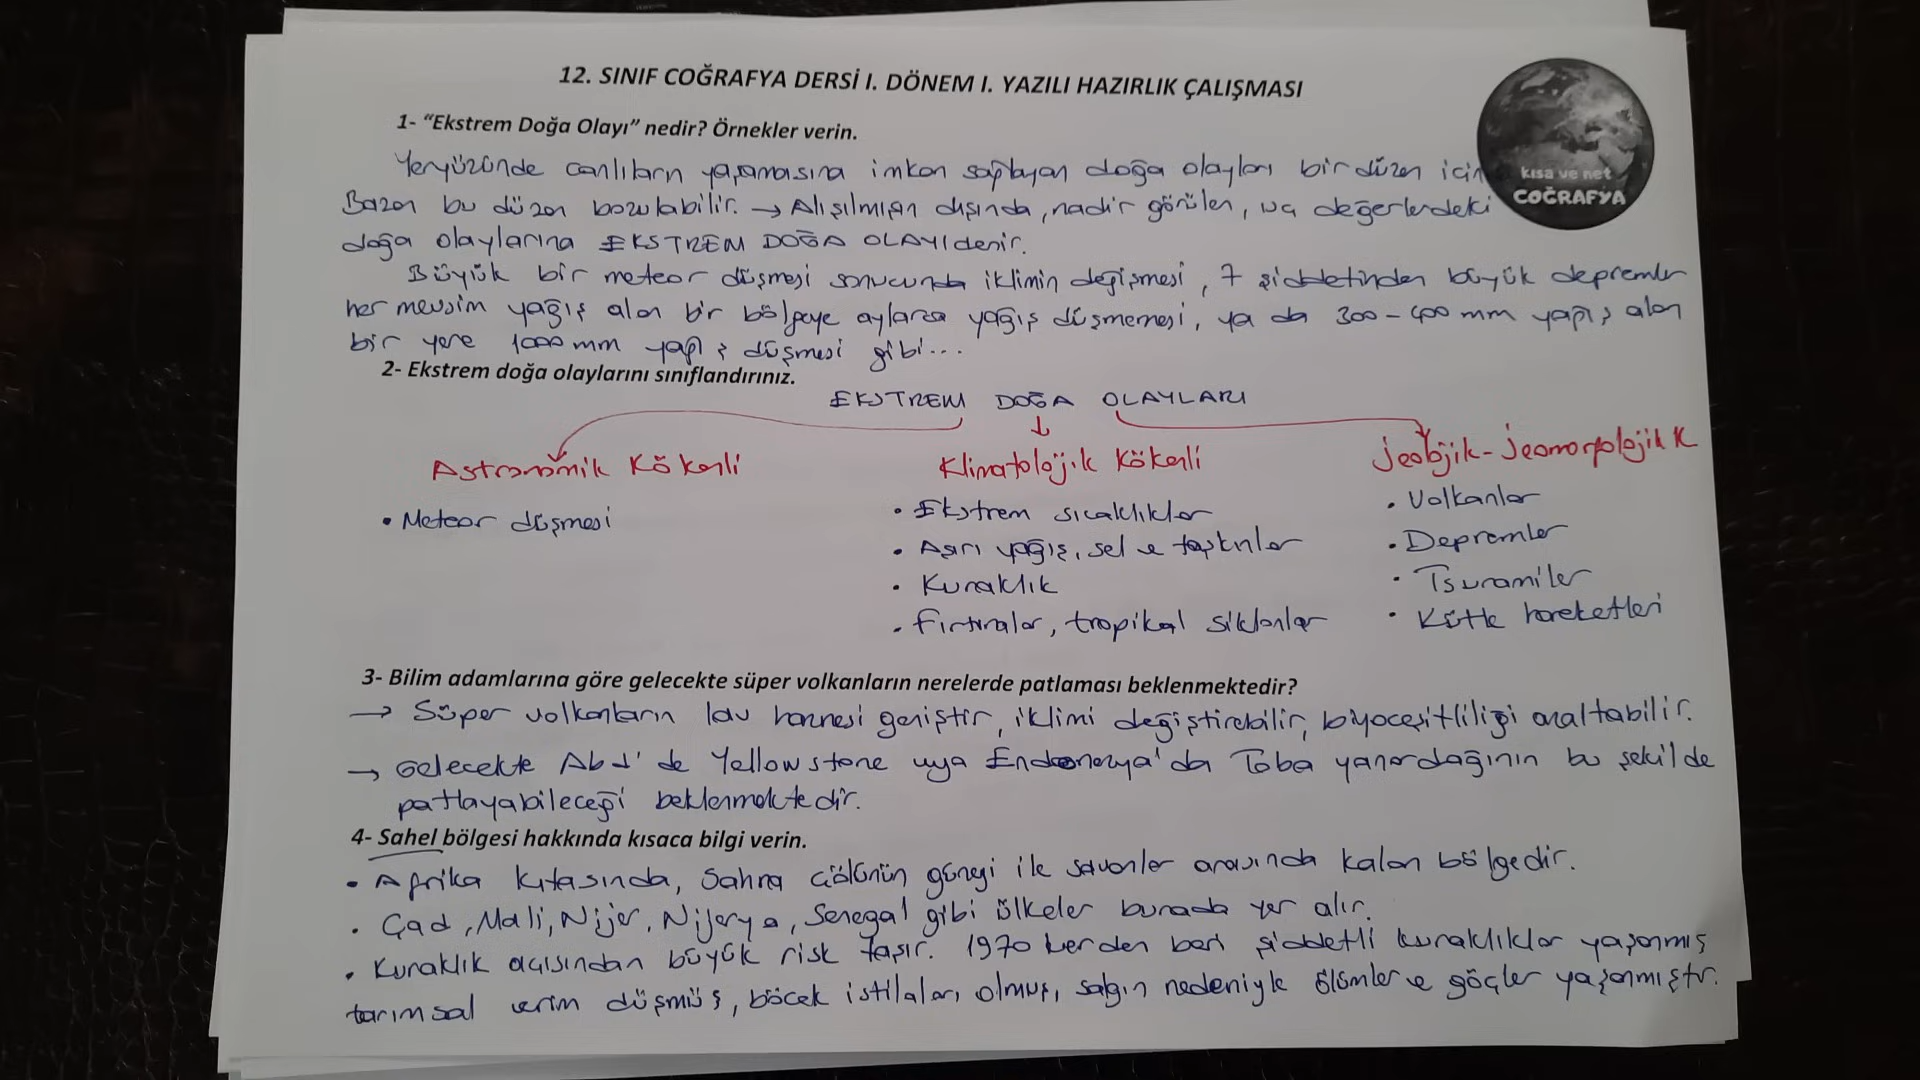 12. SINIF COĞRAFYA DERSİ I. DÖNEM I. YAZILI HAZIRLIK ÇALIŞMASI
1- “Ekstrem Doğa Olayı” nedir? Örnekler verin.
Yeryüzünde canlıların yaşamasına imkan sağlayan doğa olayları bir düzen için
kısa ve net
COĞRAFYA
Bazen bu düzen bozulabilir. → Alışılmışın dışında, nadir görülen, uç değerlerdeki
doğa olaylarına EKSTREM DOĞA OLAYI denir.
Büyük bir meteor düşmesi sonucunda iklimin değişmesi, 7 şiddetinden büyük depremler
her mevsim yağış alan bir bölgeye aylarca yağış düşmemesi, ya da 300-400 mm yağış alan
bir yere 1000 mm yağış düşmesi gibi...
2- Ekstrem doğa olaylarını sınıflandırınız.
EKSTREM DOĞA OLAYLARI
Astronomik Kökenli
Klimatolojik Kökenli
Jeolojik-Jeomorfolojik K
• Meteor düşmesi
• Ekstrem sıcaklıklar
• Aşırı yağış, sel ve taşkınlar
• Kuraklık
• Fırtınalar, tropikal siklonlar
• Volkanlar
• Depremler
• Tsunamiler
• Kütle hareketleri
3- Bilim adamlarına göre gelecekte süper volkanların nerelerde patlaması beklenmektedir?
→ Süper volkanların lav haznesi geniştir, iklimi değiştirebilir, biyoçeşitliliği azaltabilir.
→ Gelecekte Abd' de Yellowstone veya Endonezya'da Toba yanardağının bu şekilde
patlayabileceği beklenmektedir.
4- Sahel bölgesi hakkında kısaca bilgi verin.
• Afrika kıtasında, Sahra Çölünün güneyi ile savanlar arasında kalan bölgedir.
• Çad, Mali, Nijer, Nijerya, Senegal gibi ülkeler burada yer alır.
• Kuraklık açısından büyük risk taşır. 1970 lerden beri şiddetli kuraklıklar yaşanmış
tarımsal verim düşmüş, böcek istilaları olmuş, salgın nedeniyle ölümler ve göçler yaşanmıştır.